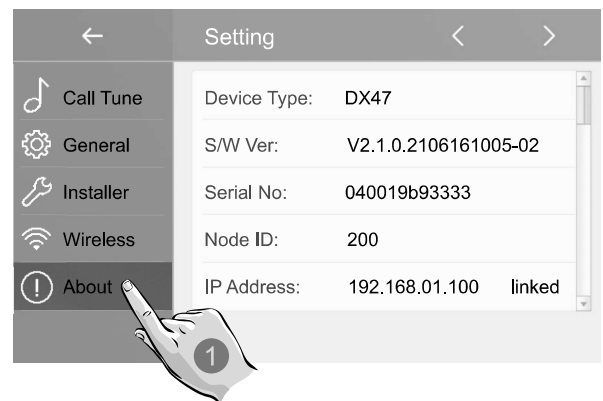 Setting
Call Tune
General
Installer
Wireless
About
Device Type: DX47
S/W Ver: V2.1.0.2106161005-02
Serial No: 040019b93333
Node ID: 200
IP Address: 192.168.01.100 linked
1